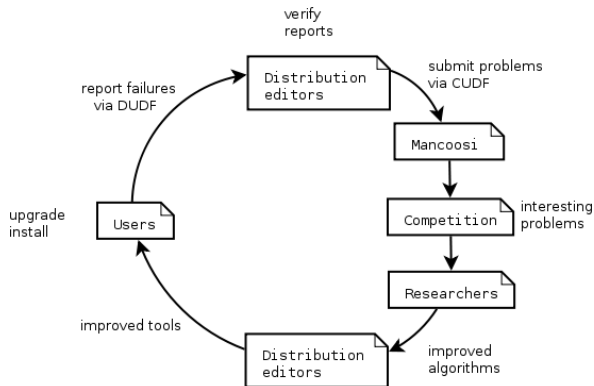 verify
reports
Distribution
editors
submit problems
via CUDF
report failures
via DUDF
Mancoosi
upgrade
install
Users
Competition
interesting
problems
Researchers
improved tools
Distribution
editors
improved
algorithms